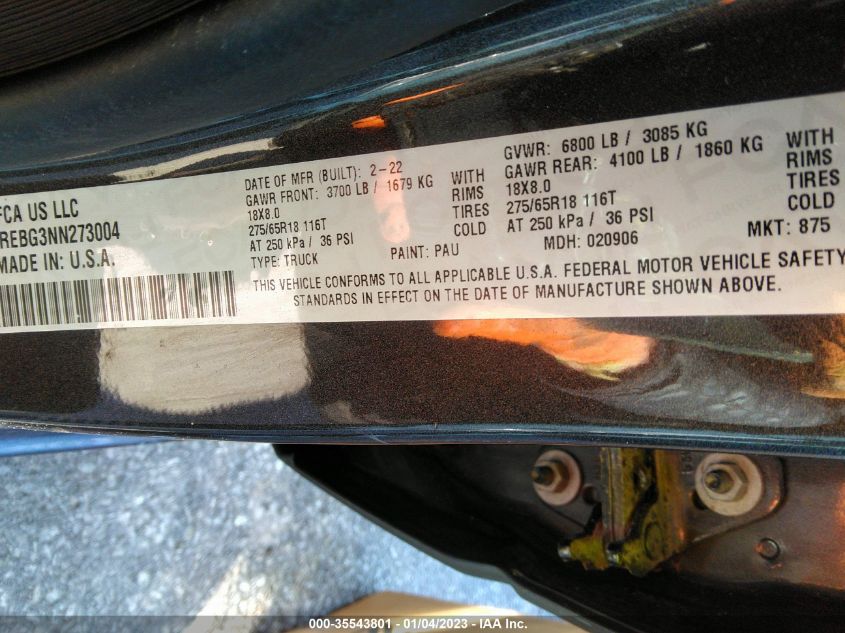 FCA US LLC
REBG3NN273004
MADE IN: U.S.A.
DATE OF MFR (BUILT): 2-22
GAWR FRONT: 3700 LB / 1679 KG WITH
18X8.0 RIMS
275/65R18 116T TIRES
AT 250 kPa / 36 PSI COLD
TYPE: TRUCK PAINT: PAU
GVWR: 6800 LB / 3085 KG
GAWR REAR: 4100 LB / 1860 KG WITH
18X8.0 RIMS
275/65R18 116T TIRES
AT 250 kPa / 36 PSI COLD
MDH: 020906 MKT: 875
THIS VEHICLE CONFORMS TO ALL APPLICABLE U.S.A. FEDERAL MOTOR VEHICLE SAFETY
STANDARDS IN EFFECT ON THE DATE OF MANUFACTURE SHOWN ABOVE.
000-35543801 - 01/04/2023 - IAA Inc.